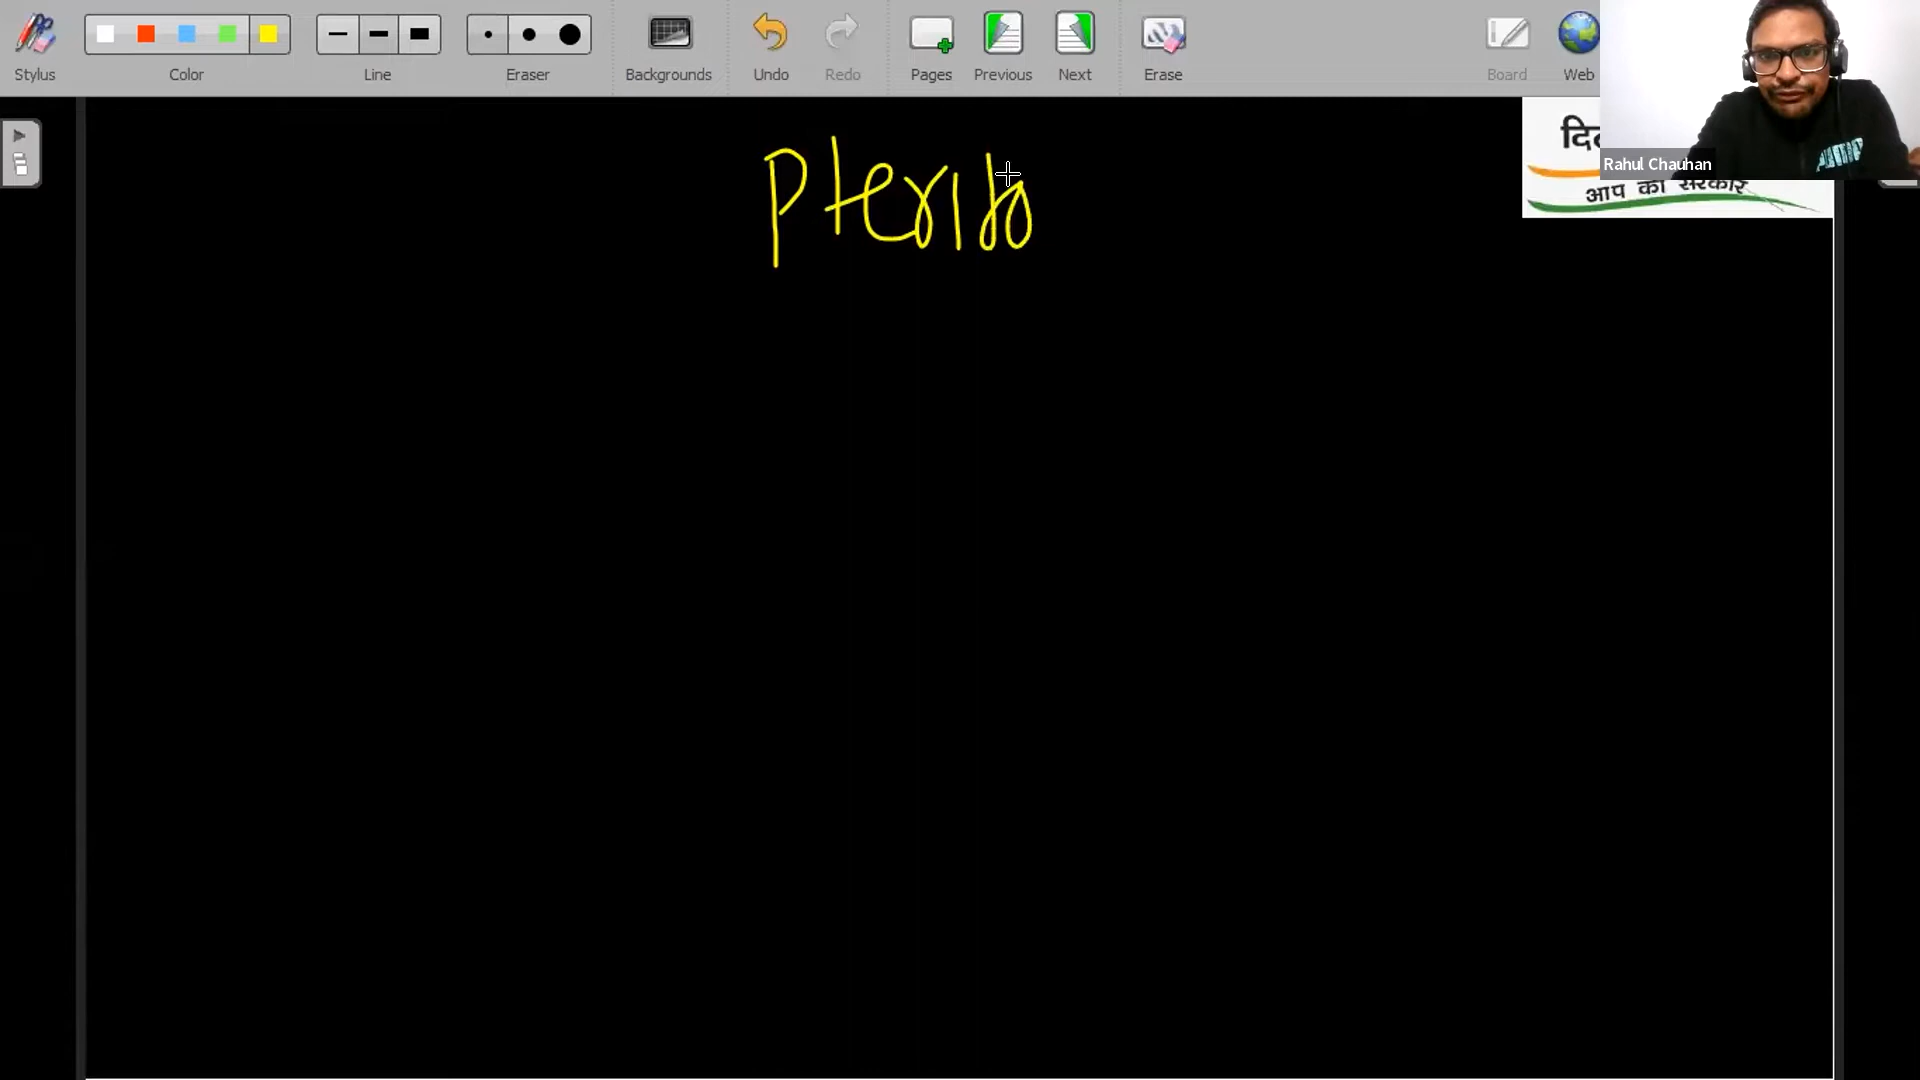 Stylus
Color
Line
Eraser
Backgrounds
Undo
Redo
Pages
Previous
Next
Erase
Board
Web
Rahul Chauhan
आप की सरकार
Pterido